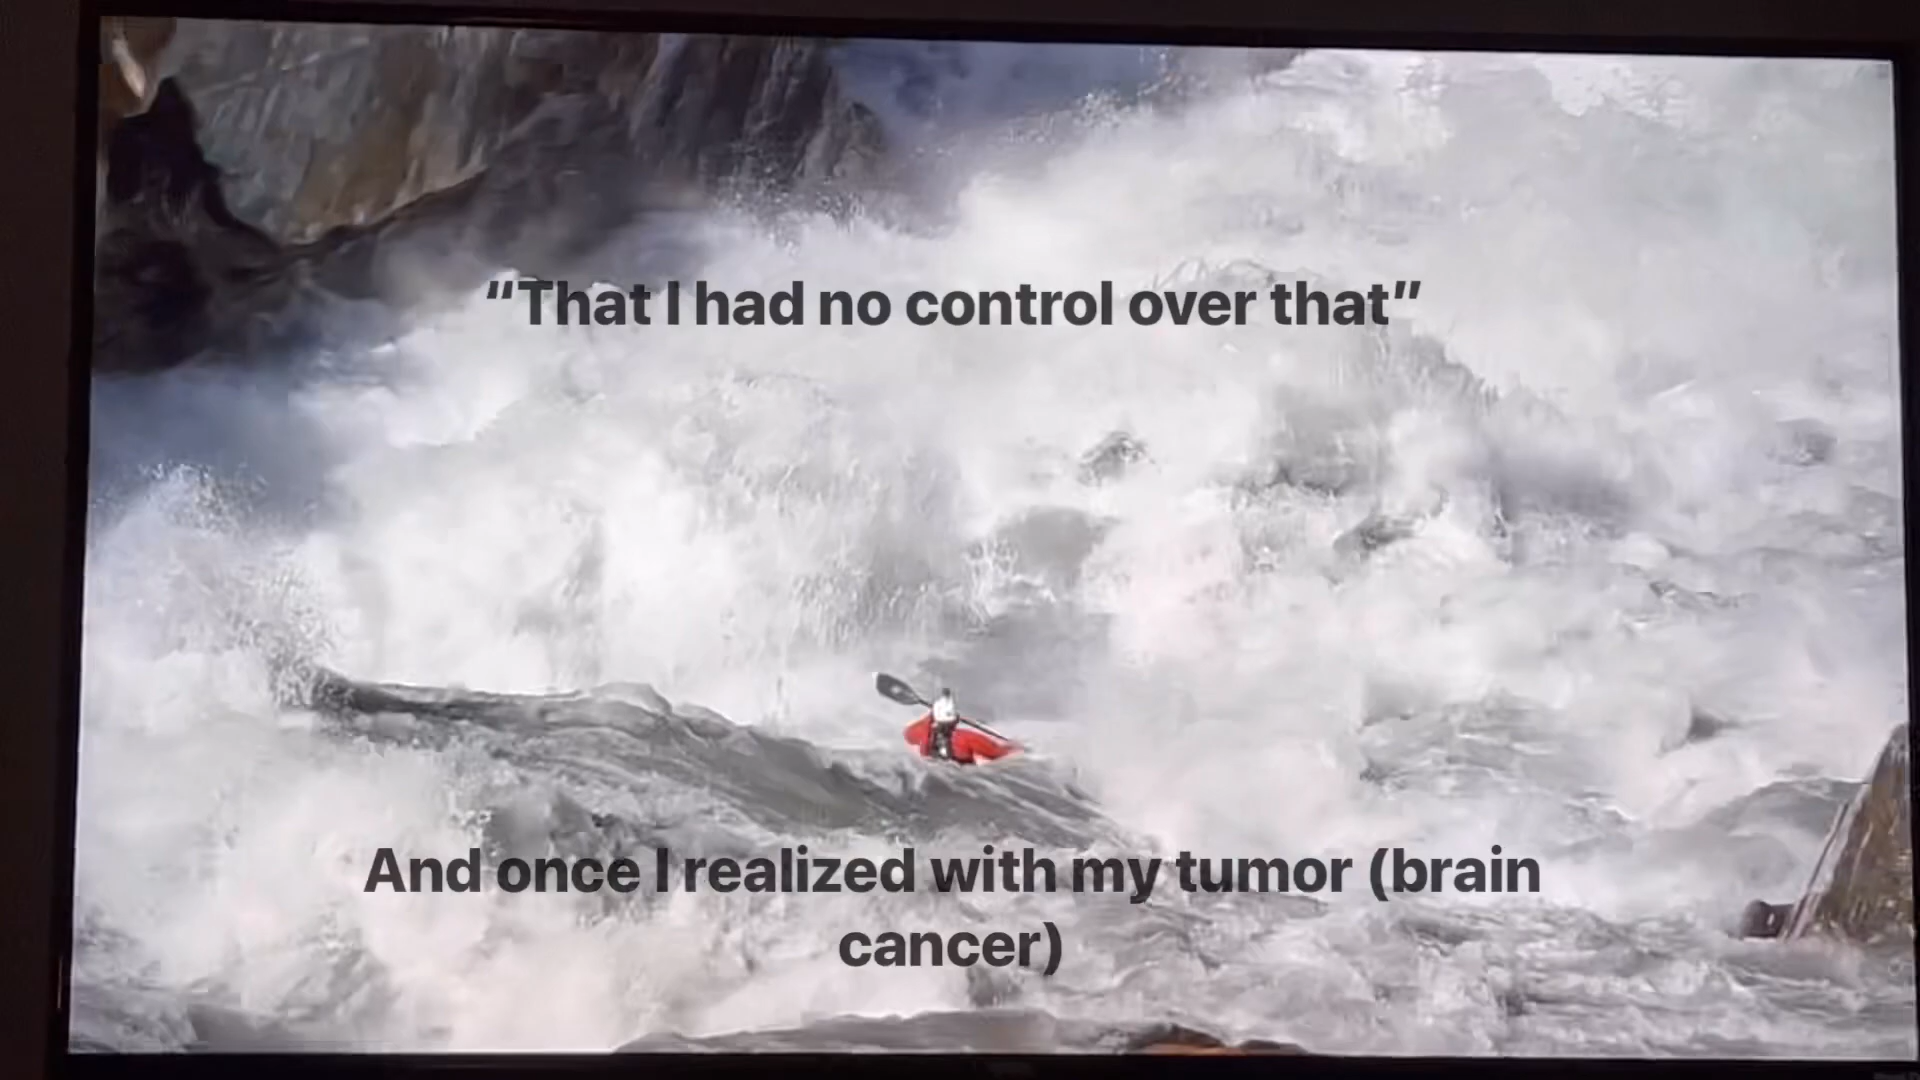 “That I had no control over that”
And once I realized with my tumor (brain
cancer)